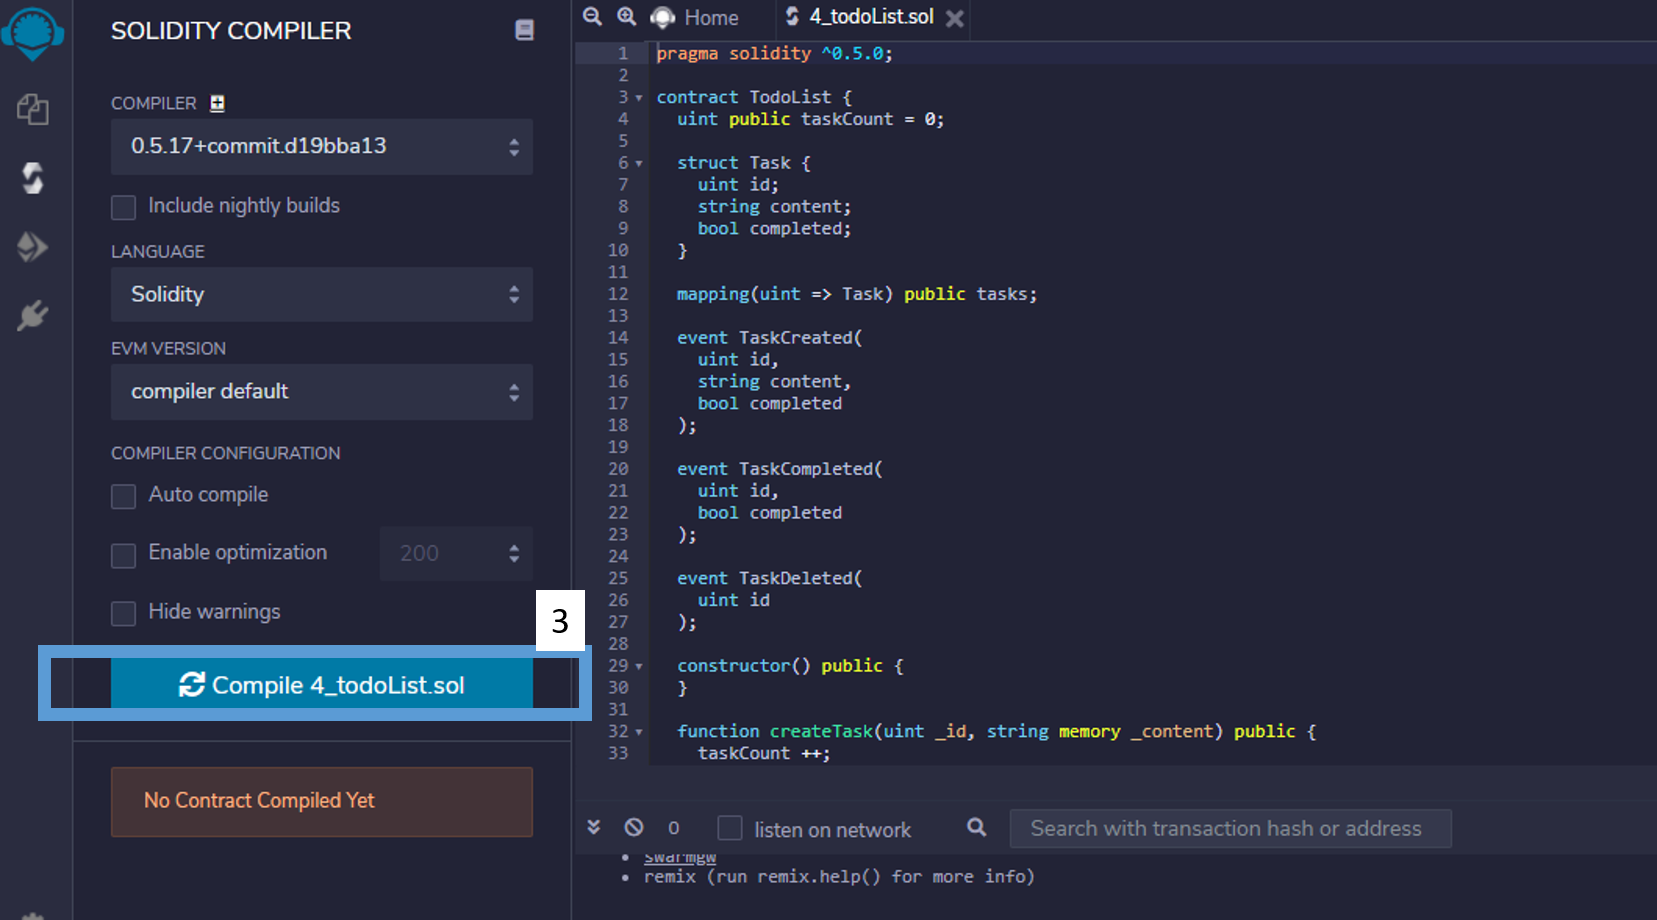 SOLIDITY COMPILER
COMPILER
0.5.17+commit.d19bba13
Include nightly builds
LANGUAGE
Solidity
EVM VERSION
compiler default
COMPILER CONFIGURATION
Auto compile
Enable optimization 200
Hide warnings
3
Compile 4_todoList.sol
No Contract Compiled Yet
Home 4_todoList.sol
1 pragma solidity ^0.5.0;
2
3 contract TodoList {
4 uint public taskCount = 0;
5
6 struct Task {
7 uint id;
8 string content;
9 bool completed;
10 }
11
12 mapping(uint => Task) public tasks;
13
14 event TaskCreated(
15 uint id,
16 string content,
17 bool completed
18 );
19
20 event TaskCompleted(
21 uint id,
22 bool completed
23 );
24
25 event TaskDeleted(
26 uint id
27 );
28
29 constructor() public {
30 }
31
32 function createTask(uint _id, string memory _content) public {
33 taskCount ++;
0 listen on network Search with transaction hash or address
• swarmgw
• remix (run remix.help() for more info)